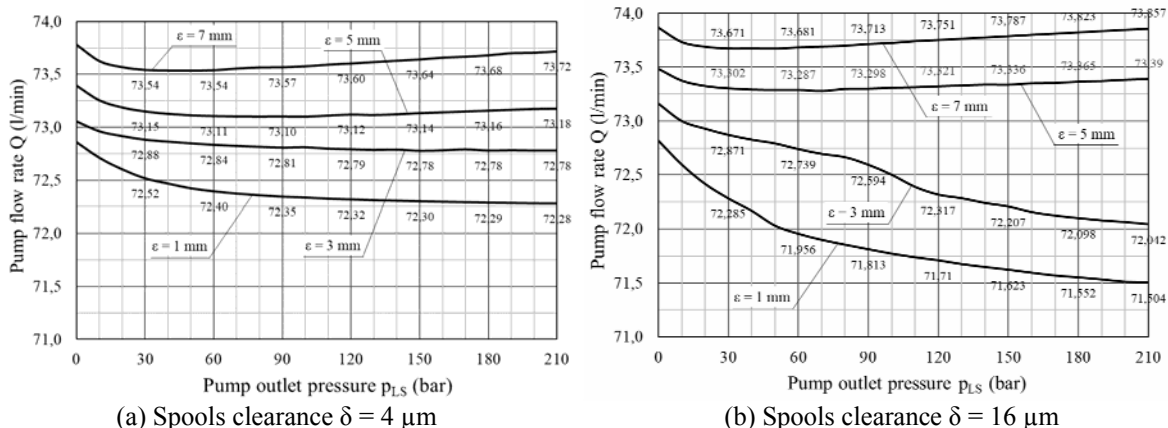 74,0
73,5
73,0
72,5
72,0
71,5
71,0
Pump flow rate Q (l/min)
ε = 7 mm
ε = 5 mm
73,54 73,54 73,57 73,60 73,64 73,68 73,72
73,15 73,11 73,10 73,12 73,14 73,16 73,18
72,88 72,84 72,81 72,79 72,78 72,78 72,78
72,52 72,40 72,35 72,32 72,30 72,29 72,28
ε = 1 mm
ε = 3 mm
0 30 60 90 120 150 180 210
Pump outlet pressure pLS (bar)
(a) Spools clearance δ = 4 µm
74,0
73,5
73,0
72,5
72,0
71,5
71,0
Pump flow rate Q (l/min)
73,671 73,681 73,713 73,751 73,787 73,823 73,857
73,302 73,287 73,298 73,321 73,336 73,365 73,39
ε = 7 mm
ε = 5 mm
72,871 72,739 72,594 72,317 72,207 72,098 72,042
ε = 3 mm
72,285 71,956 71,813 71,71 71,623 71,552 71,504
ε = 1 mm
0 30 60 90 120 150 180 210
Pump outlet pressure pLS (bar)
(b) Spools clearance δ = 16 µm